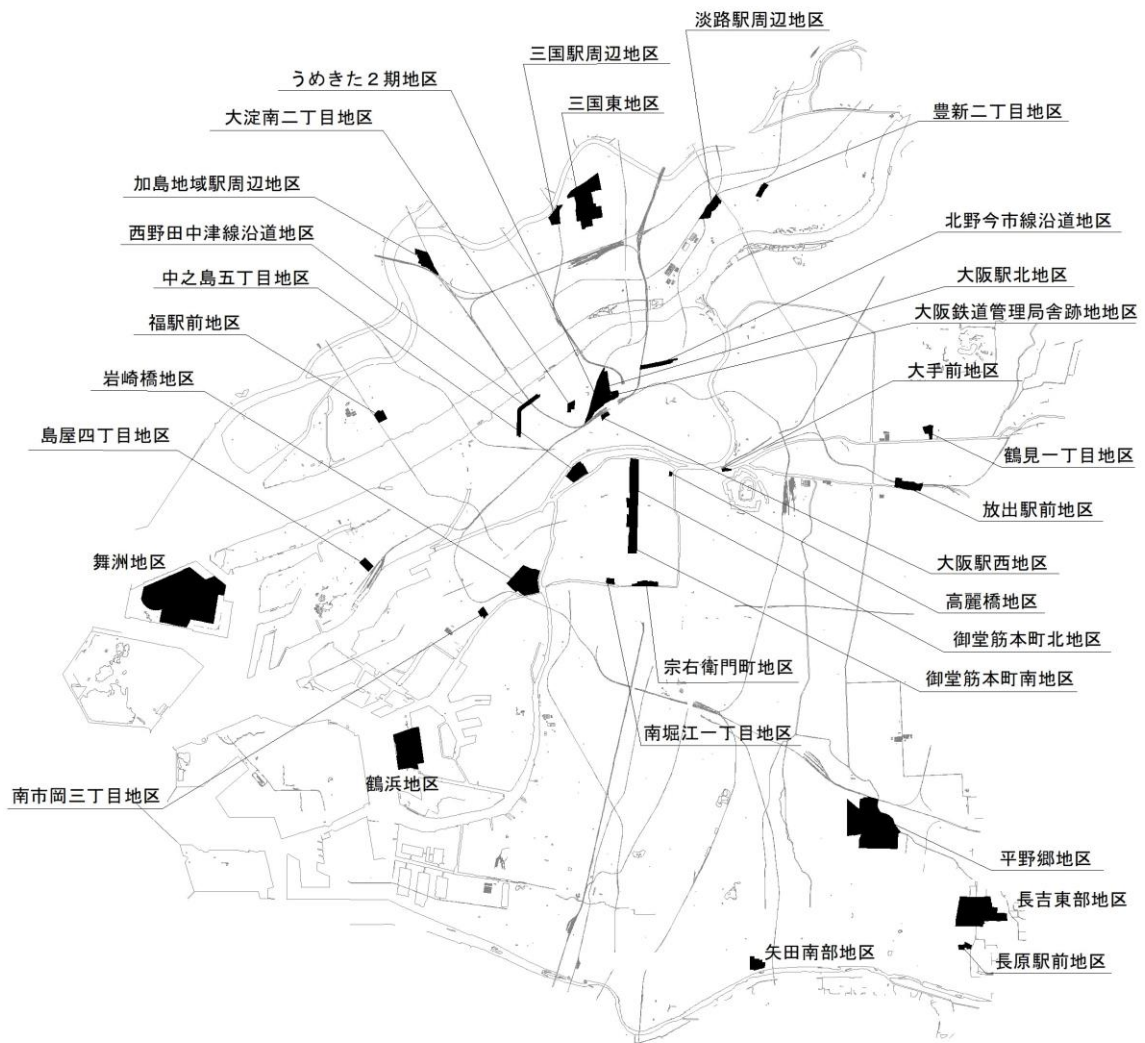 淡路駅周辺地区
三国駅周辺地区
うめきた２期地区
三国東地区
大淀南二丁目地区
豊新二丁目地区
加島地域駅周辺地区
西野田中津線沿道地区
北野今市線沿道地区
中之島五丁目地区
大阪駅北地区
福駅前地区
大阪鉄道管理局舎跡地地区
岩崎橋地区
大手前地区
島屋四丁目地区
鶴見一丁目地区
放出駅前地区
舞洲地区
大阪駅西地区
高麗橋地区
御堂筋本町北地区
宗右衛門町地区
御堂筋本町南地区
南堀江一丁目地区
鶴浜地区
南市岡三丁目地区
平野郷地区
長吉東部地区
矢田南部地区
長原駅前地区